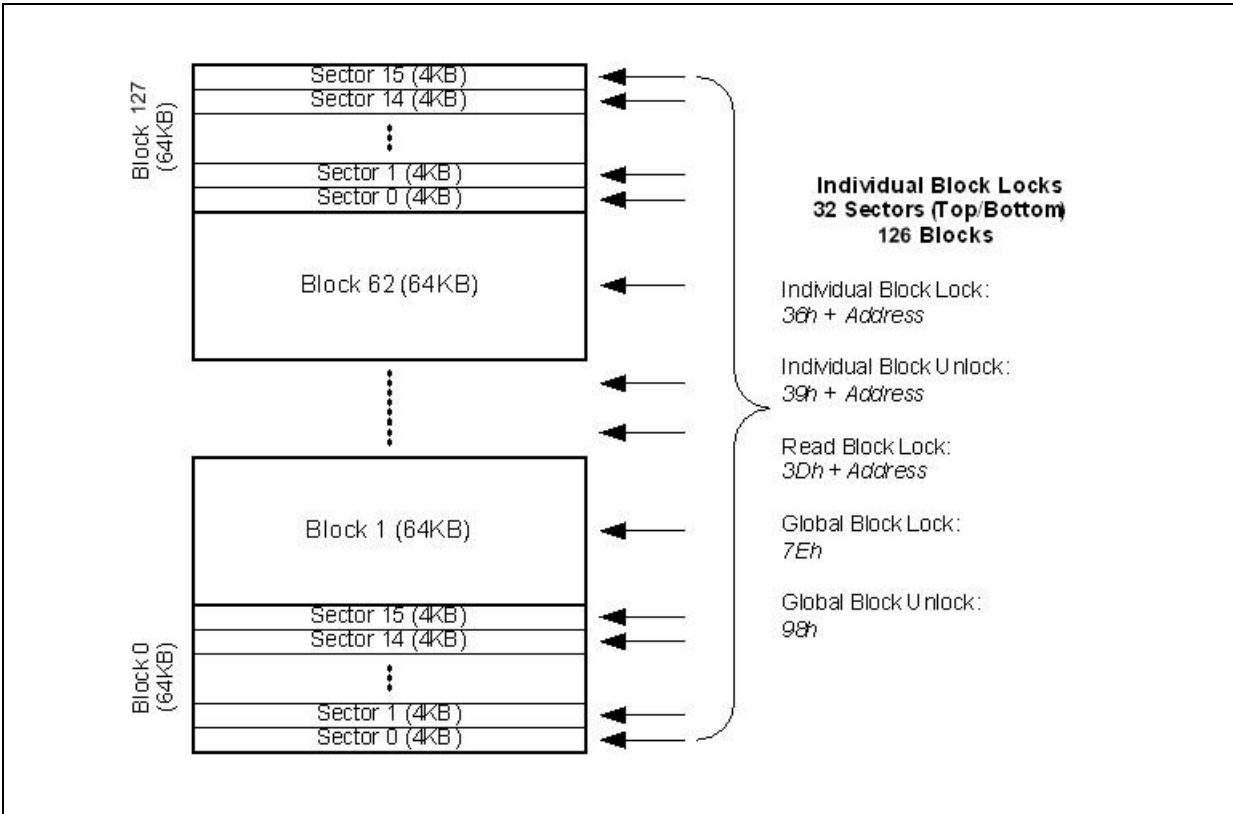 Block 127
(64KB)
Sector 15 (4KB)
Sector 14 (4KB)
Sector 1 (4KB)
Sector 0 (4KB)
Block 62 (64KB)
Block 1 (64KB)
Block 0
(64KB)
Sector 15 (4KB)
Sector 14 (4KB)
Sector 1 (4KB)
Sector 0 (4KB)
Individual Block Locks
32 Sectors (Top/Bottom)
126 Blocks
Individual Block Lock:
36h + Address
Individual Block Unlock:
39h + Address
Read Block Lock:
3Dh + Address
Global Block Lock:
7Eh
Global Block Unlock:
98h